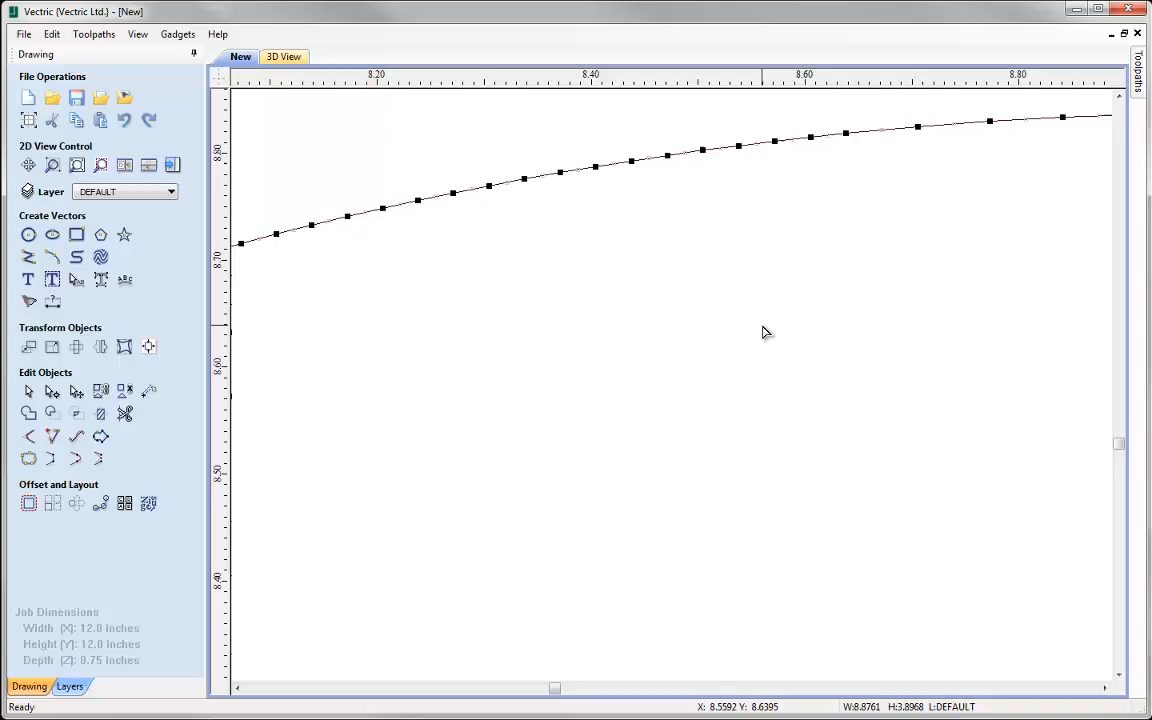 Vectric {Vectric Ltd.} - [New]
File Edit Toolpaths View Gadgets Help
Drawing
New 3D View
Toolpaths
File Operations
8.20 8.40 8.60 8.80
2D View Control
Layer DEFAULT
Create Vectors
Transform Objects
Edit Objects
Offset and Layout
8.80
8.70
8.60
8.50
8.40
Job Dimensions
Width (X): 12.0 inches
Height (Y): 12.0 inches
Depth (Z): 0.75 inches
Drawing Layers
Ready X: 8.5592 Y: 8.6395 W:8.8761 H:3.8968 L:DEFAULT